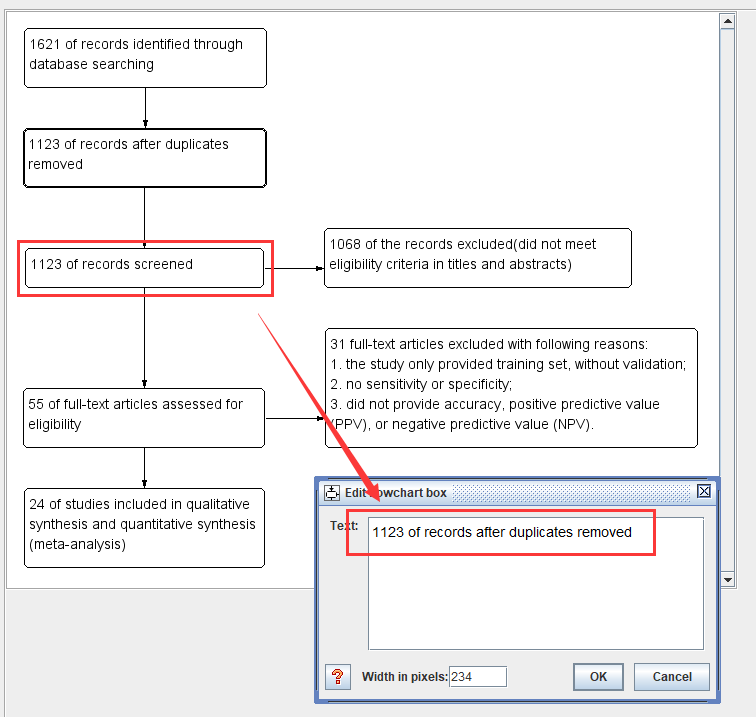 1621 of records identified through
database searching
1123 of records after duplicates
removed
1123 of records screened
1068 of the records excluded(did not meet
eligibility criteria in titles and abstracts)
31 full-text articles excluded with following reasons:
1. the study only provided training set, without validation;
2. no sensitivity or specificity;
3. did not provide accuracy, positive predictive value
(PPV), or negative predictive value (NPV).
55 of full-text articles assessed for
eligibility
24 of studies included in qualitative
synthesis and quantitative synthesis
(meta-analysis)
Edit flowchart box
Text:
1123 of records after duplicates removed
?
Width in pixels: 234
OK
Cancel